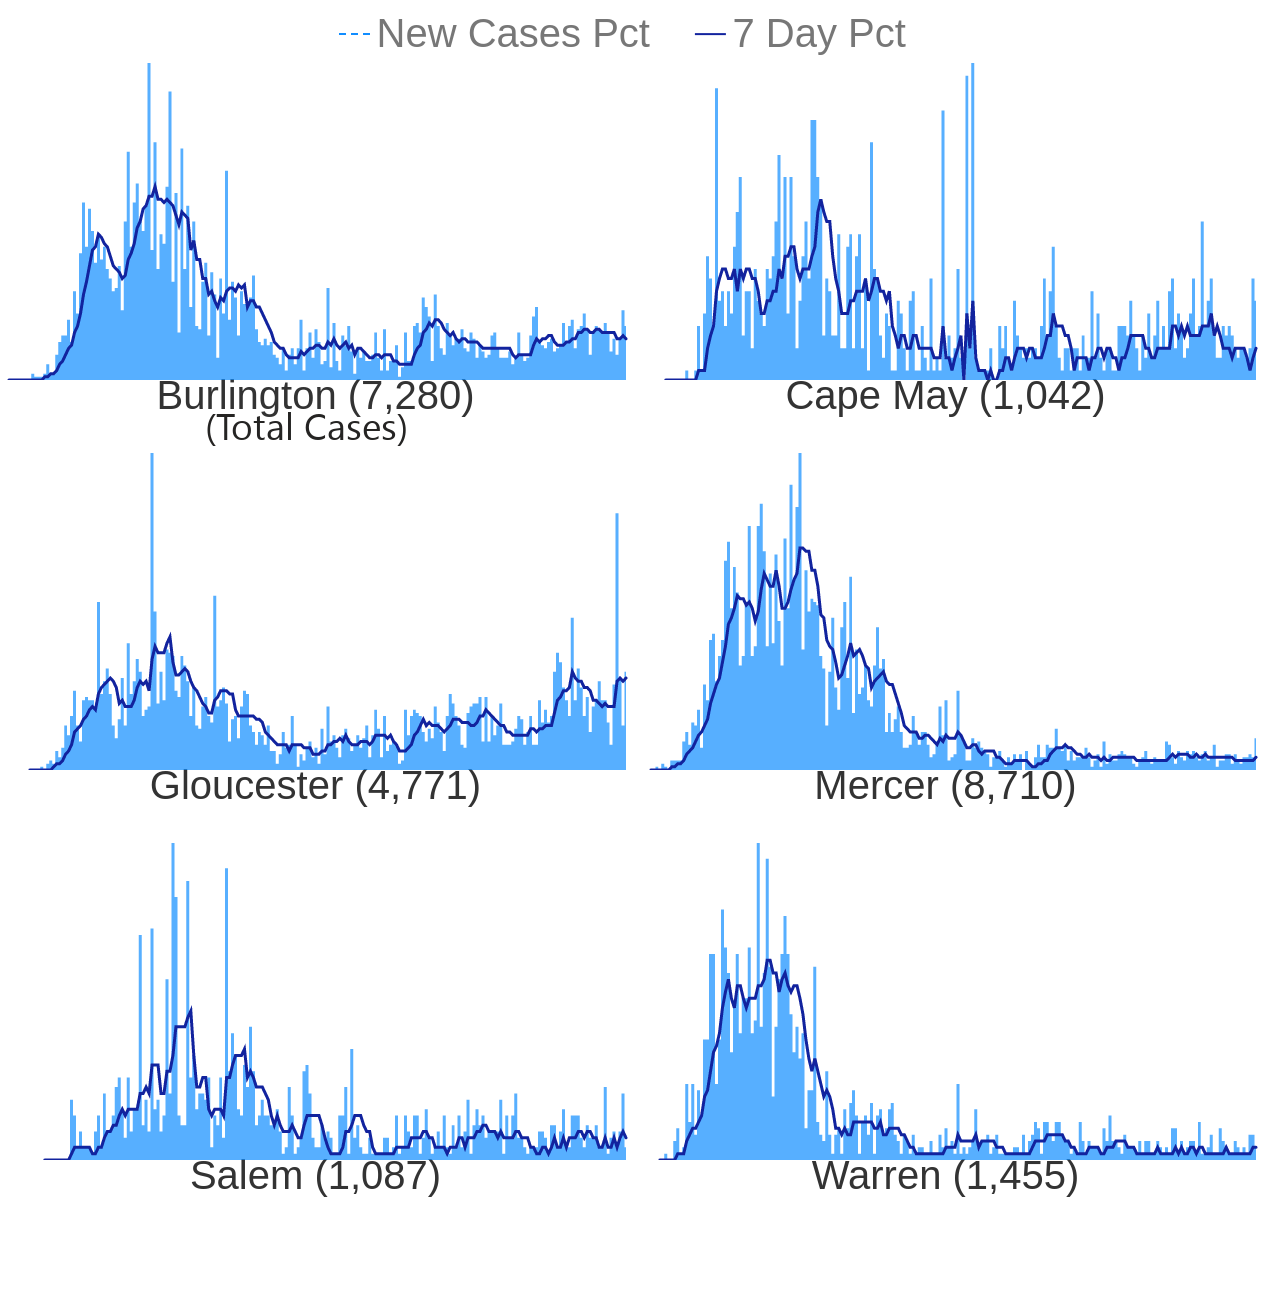 New Cases Pct 7 Day Pct
Burlington (7,280) Cape May (1,042)
(Total Cases)
Gloucester (4,771) Mercer (8,710)
Salem (1,087) Warren (1,455)